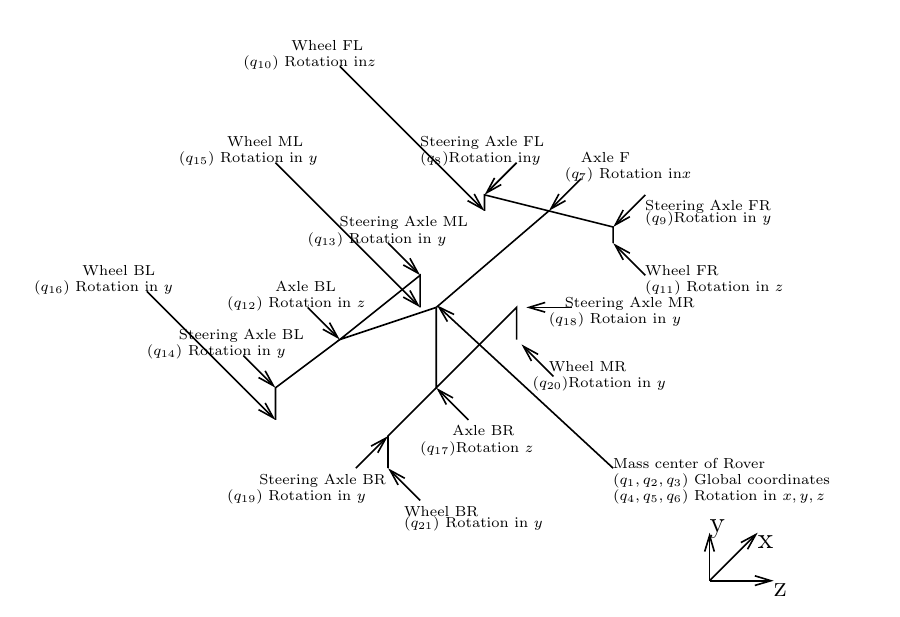 Wheel FL
(q₁₀) Rotation inz
Wheel ML
(q₁₅) Rotation in y
Steering Axle FL
(q₈)Rotation iny
Axle F
(q₇) Rotation inx
Steering Axle FR
(q₉)Rotation in y
Steering Axle ML
(q₁₃) Rotation in y
Wheel BL
(q₁₆) Rotation in y
Axle BL
(q₁₂) Rotation in z
Wheel FR
(q₁₁) Rotation in z
Steering Axle MR
(q₁₈) Rotaion in y
Steering Axle BL
(q₁₄) Rotation in y
Wheel MR
(q₂₀)Rotation in y
Axle BR
(q₁₇)Rotation z
Steering Axle BR
(q₁₉) Rotation in y
Mass center of Rover
(q₁, q₂, q₃) Global coordinates
(q₄, q₅, q₆) Rotation in x, y, z
Wheel BR
(q₂₁) Rotation in y
y
x
z